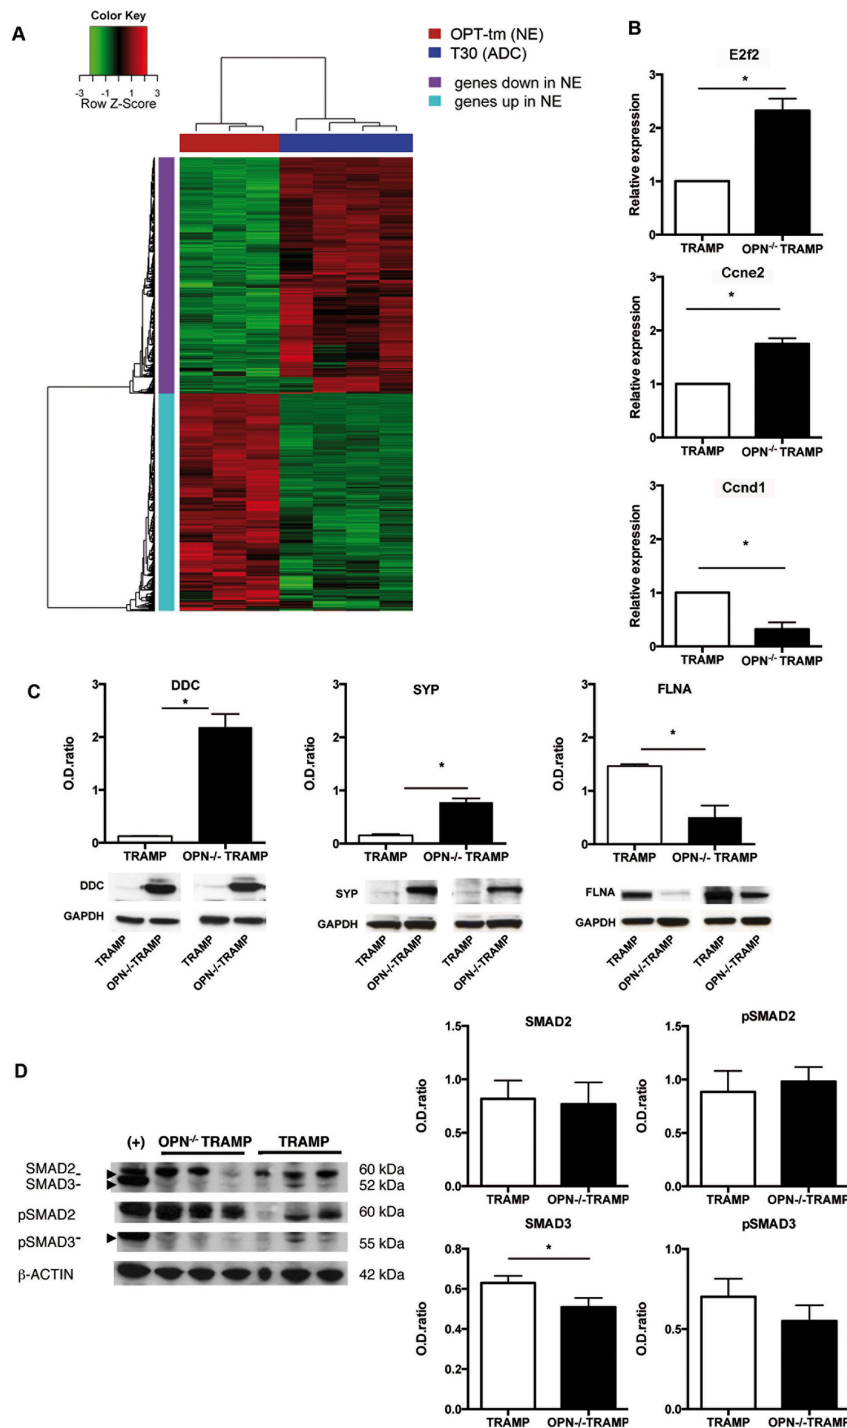 A
Color Key
-3 -1 1 3
Row Z-Score
OPT-tm (NE)
T30 (ADC)
genes down in NE
genes up in NE
B
E2f2
Relative expression
3
2
1
0
*
TRAMP OPN-/- TRAMP
Ccne2
Relative expression
3
2
1
0
*
TRAMP OPN-/- TRAMP
Ccnd1
Relative expression
3
2
1
0
*
TRAMP OPN-/- TRAMP
C
DDC
O.D.ratio
3
2
1
0
*
TRAMP OPN-/- TRAMP
DDC
GAPDH
TRAMP OPN-/-TRAMP TRAMP OPN-/-TRAMP
SYP
O.D.ratio
3
2
1
0
*
TRAMP OPN-/- TRAMP
SYP
GAPDH
TRAMP OPN-/-TRAMP TRAMP OPN-/-TRAMP
FLNA
O.D.ratio
3
2
1
0
*
TRAMP OPN-/- TRAMP
FLNA
GAPDH
TRAMP OPN-/-TRAMP TRAMP OPN-/-TRAMP
D
(+) OPN-/- TRAMP TRAMP
SMAD2- 60 kDa
SMAD3- 52 kDa
pSMAD2 60 kDa
pSMAD3- 55 kDa
β-ACTIN 42 kDa
SMAD2
O.D.ratio
1.5
1.0
0.5
0.0
TRAMP OPN-/-TRAMP
pSMAD2
O.D.ratio
1.5
1.0
0.5
0.0
TRAMP OPN-/-TRAMP
SMAD3
O.D.ratio
0.8
0.6
0.4
0.2
0.0
*
TRAMP OPN-/-TRAMP
pSMAD3
O.D.ratio
1.0
0.5
0.0
TRAMP OPN-/-TRAMP